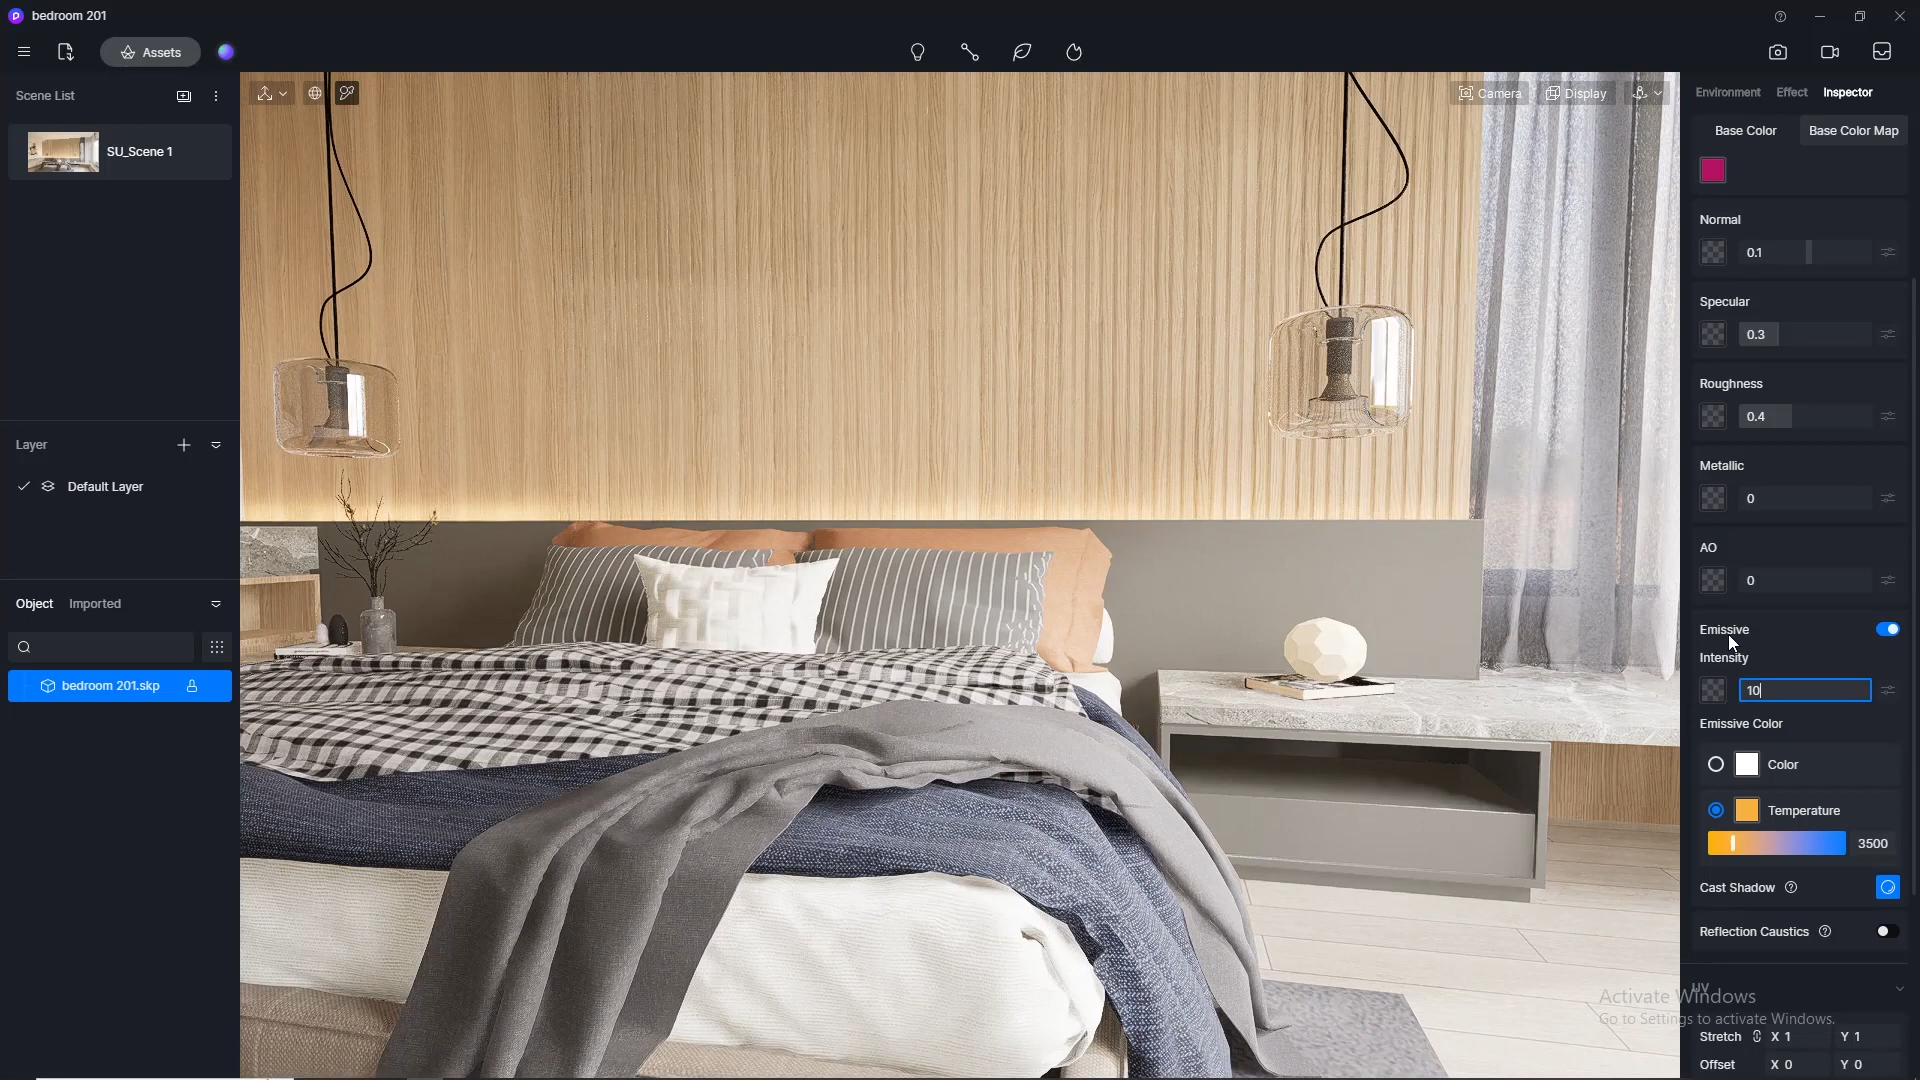 bedroom 201
Assets
Scene List
SU_Scene 1
Layer
Default Layer
Object Imported
bedroom 201.skp
Camera
Display
Environment Effect Inspector
Base Color
Base Color Map
Normal
0.1
Specular
0.3
Roughness
0.4
Metallic
0
AO
0
Emissive
Intensity
10
Emissive Color
Color
Temperature
3500
Cast Shadow
Reflection Caustics
UV
Activate Windows
Go to Settings to activate Windows.
Stretch X 1 Y 1
Offset X 0 Y 0